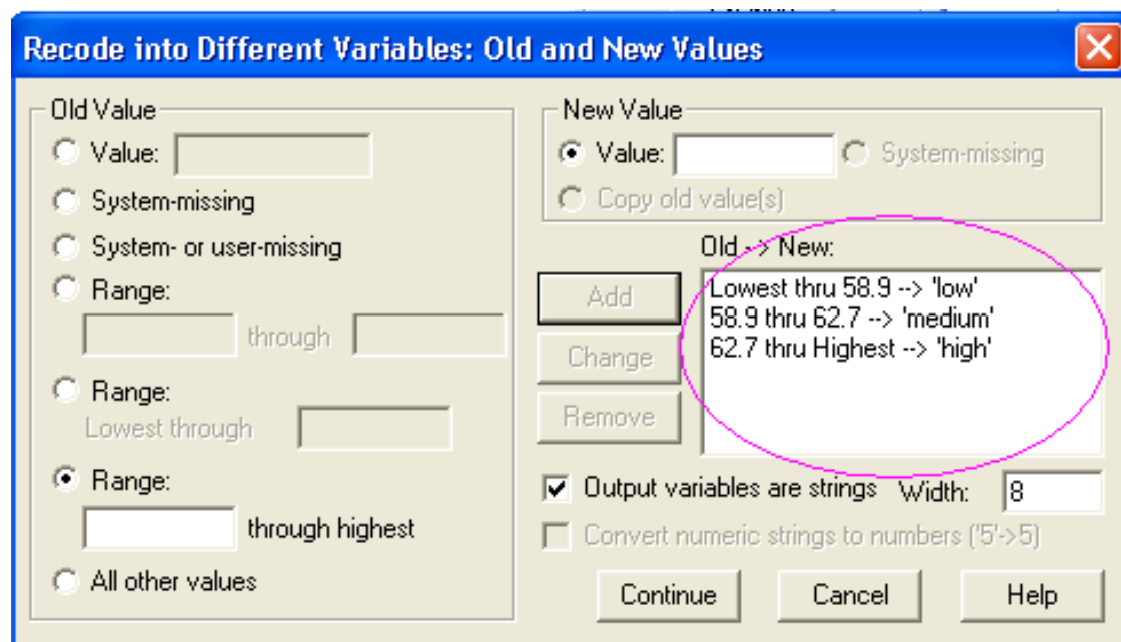 Recode into Different Variables: Old and New Values
Old Value
Value:
System-missing
System- or user-missing
Range:
through
Range:
Lowest through
Range:
through highest
All other values
New Value
Value:
System-missing
Copy old value(s)
Old --> New:
Add
Change
Remove
Lowest thru 58.9 --> 'low'
58.9 thru 62.7 --> 'medium'
62.7 thru Highest --> 'high'
Output variables are strings Width: 8
Convert numeric strings to numbers ('5'->5)
Continue Cancel Help